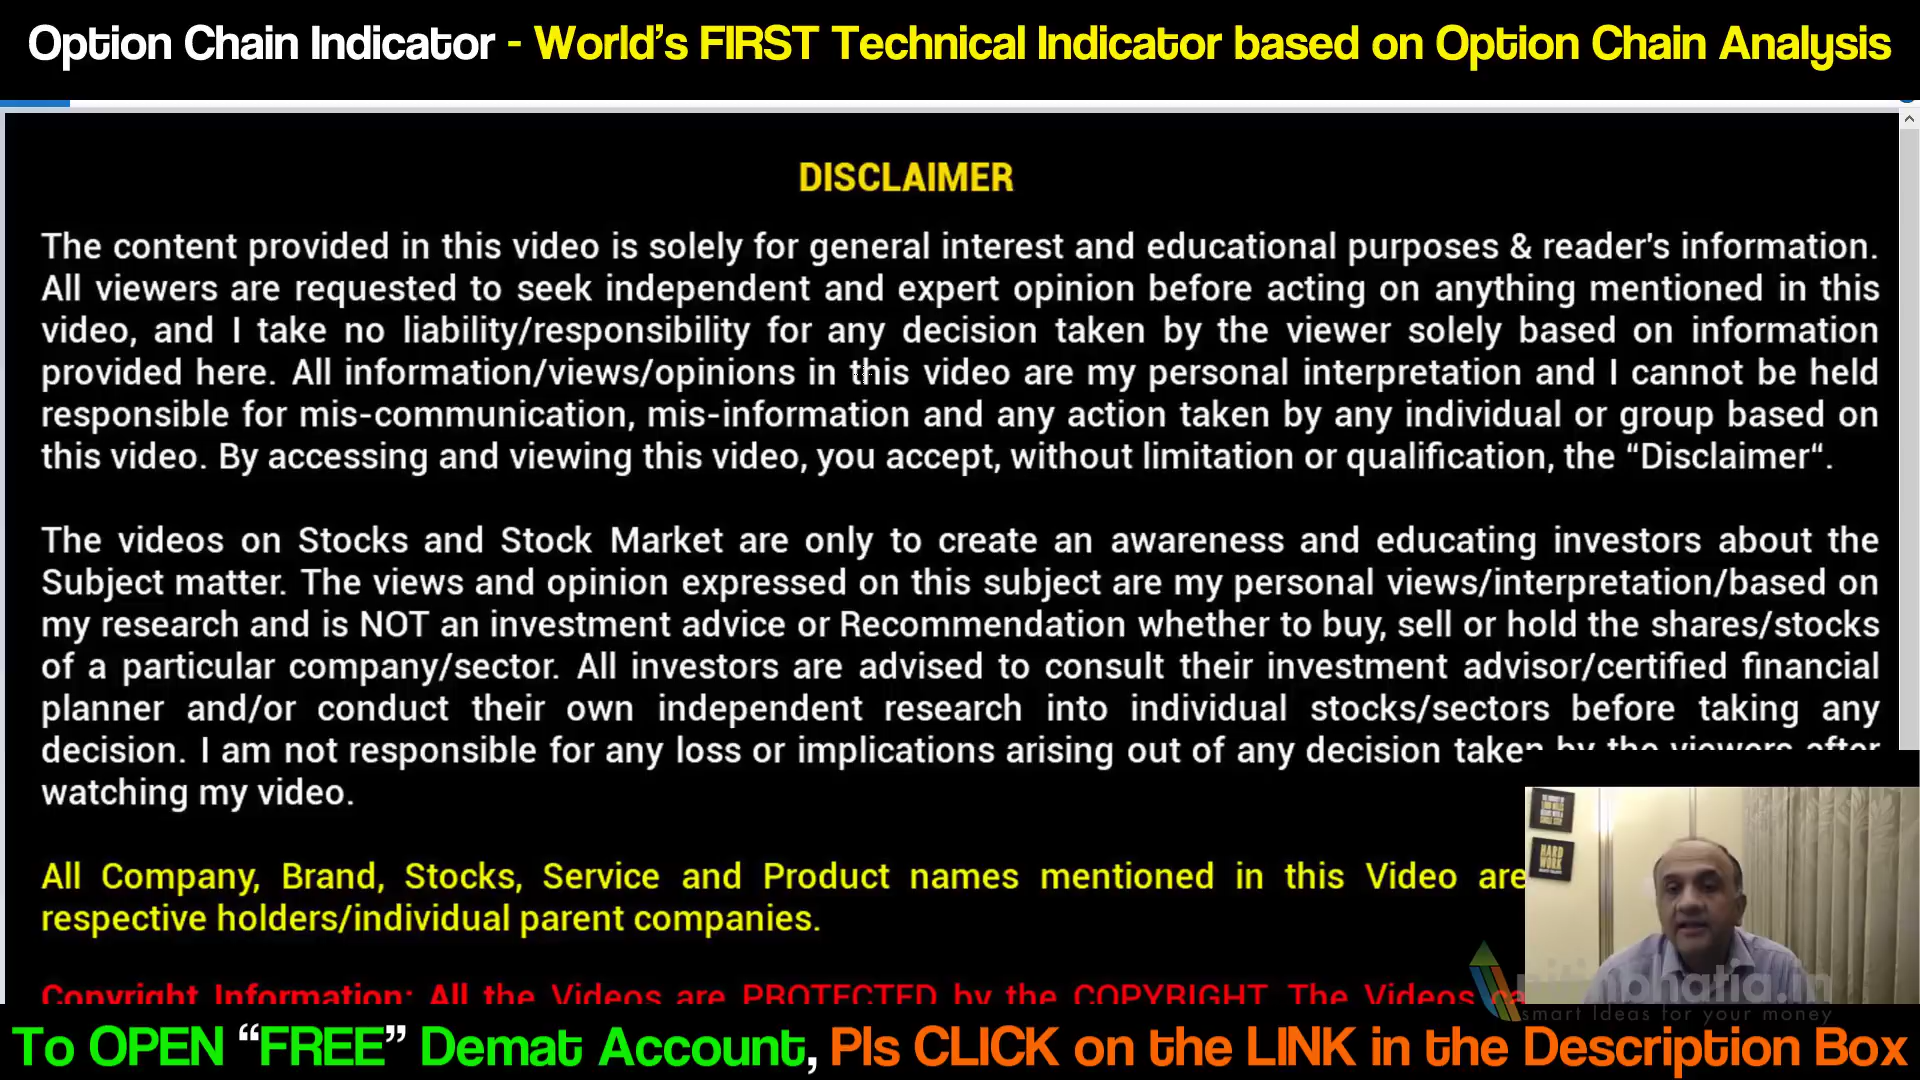 Option Chain Indicator - World's FIRST Technical Indicator based on Option Chain Analysis
DISCLAIMER
The content provided in this video is solely for general interest and educational purposes & reader's information.
All viewers are requested to seek independent and expert opinion before acting on anything mentioned in this
video, and I take no liability/responsibility for any decision taken by the viewer solely based on information
provided here. All information/views/opinions in this video are my personal interpretation and I cannot be held
responsible for mis-communication, mis-information and any action taken by any individual or group based on
this video. By accessing and viewing this video, you accept, without limitation or qualification, the “Disclaimer“.
The videos on Stocks and Stock Market are only to create an awareness and educating investors about the
Subject matter. The views and opinion expressed on this subject are my personal views/interpretation/based on
my research and is NOT an investment advice or Recommendation whether to buy, sell or hold the shares/stocks
of a particular company/sector. All investors are advised to consult their investment advisor/certified financial
planner and/or conduct their own independent research into individual stocks/sectors before taking any
decision. I am not responsible for any loss or implications arising out of any decision taken by the viewers after
watching my video.
All Company, Brand, Stocks, Service and Product names mentioned in this Video are
respective holders/individual parent companies.
HARD
WORK
Copyright Information: All the Videos are PROTECTED by the COPYRIGHT. The Videos
nitinbhatia.in
smart Ideas for your money
To OPEN “FREE” Demat Account, Pls CLICK on the LINK in the Description Box